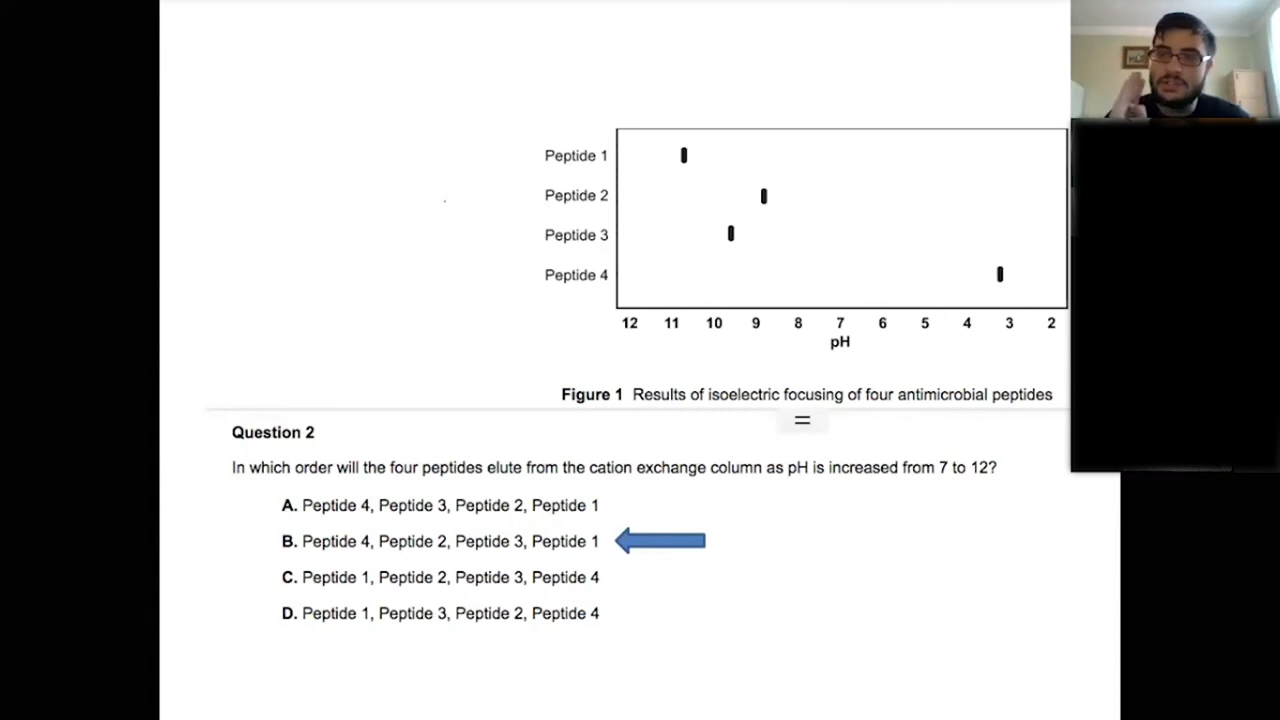 Peptide 1
Peptide 2
Peptide 3
Peptide 4
12 11 10 9 8 7 6 5 4 3 2
pH
Figure 1 Results of isoelectric focusing of four antimicrobial peptides
Question 2
In which order will the four peptides elute from the cation exchange column as pH is increased from 7 to 12?
A. Peptide 4, Peptide 3, Peptide 2, Peptide 1
B. Peptide 4, Peptide 2, Peptide 3, Peptide 1
C. Peptide 1, Peptide 2, Peptide 3, Peptide 4
D. Peptide 1, Peptide 3, Peptide 2, Peptide 4